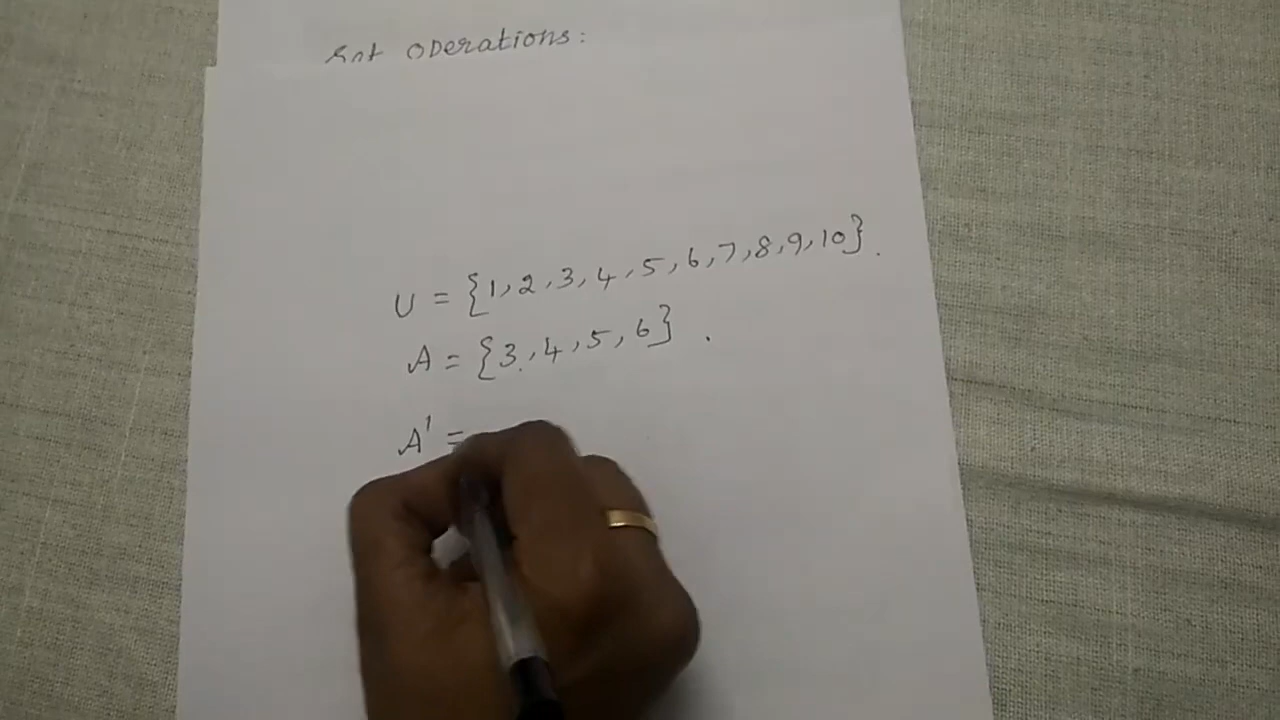 Set Operations:
U = {1, 2, 3, 4, 5, 6, 7, 8, 9, 10}.
A = {3, 4, 5, 6}.
A' =